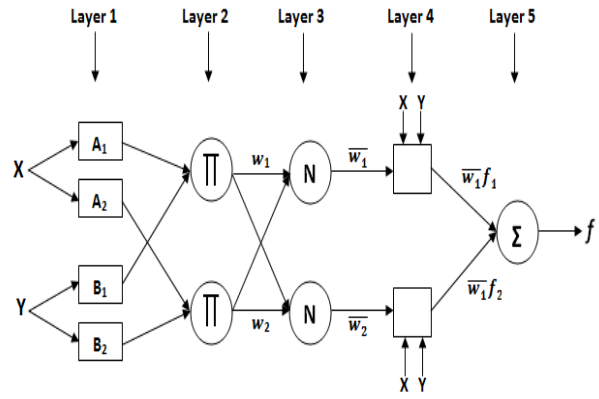 Layer 1 Layer 2 Layer 3 Layer 4 Layer 5
X Y
A₁
w₁
w̅₁
X
∏
N
w̅₁f₁
A₂
Σ
f
B₁
w̅₁f₂
Y
∏
N
B₂
w₂
w̅₂
X Y